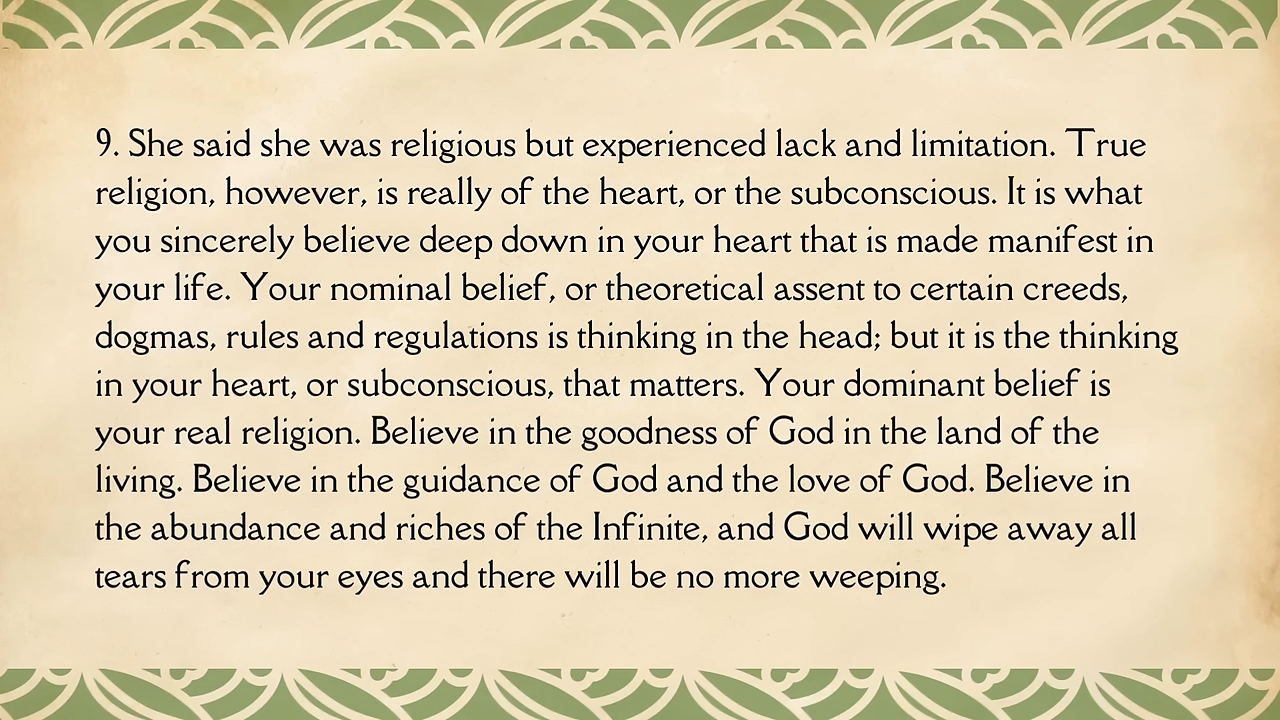 9. She said she was religious but experienced lack and limitation. True
religion, however, is really of the heart, or the subconscious. It is what
you sincerely believe deep down in your heart that is made manifest in
your life. Your nominal belief, or theoretical assent to certain creeds,
dogmas, rules and regulations is thinking in the head; but it is the thinking
in your heart, or subconscious, that matters. Your dominant belief is
your real religion. Believe in the goodness of God in the land of the
living. Believe in the guidance of God and the love of God. Believe in
the abundance and riches of the Infinite, and God will wipe away all
tears from your eyes and there will be no more weeping.